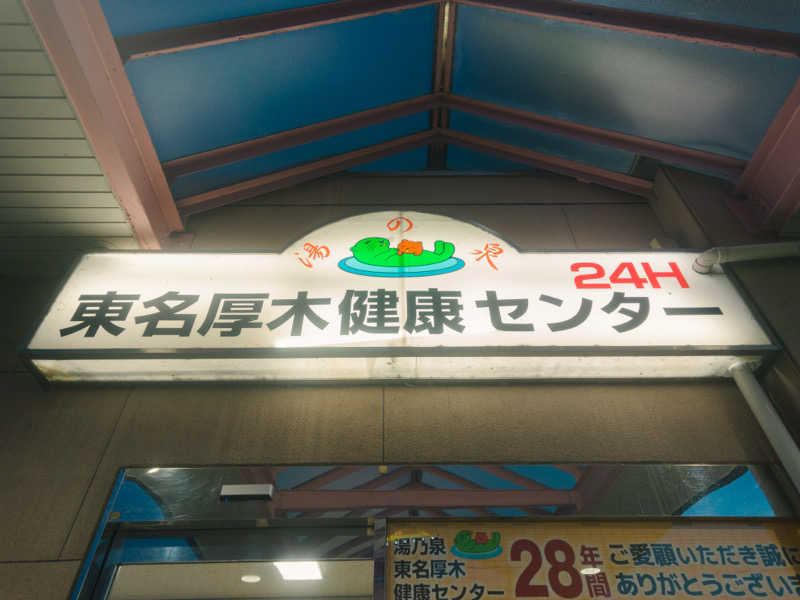 湯の泉
東名厚木健康センター 24H
湯乃泉
東名厚木
健康センター
28年間
ご愛顧いただき誠に
ありがとうござい